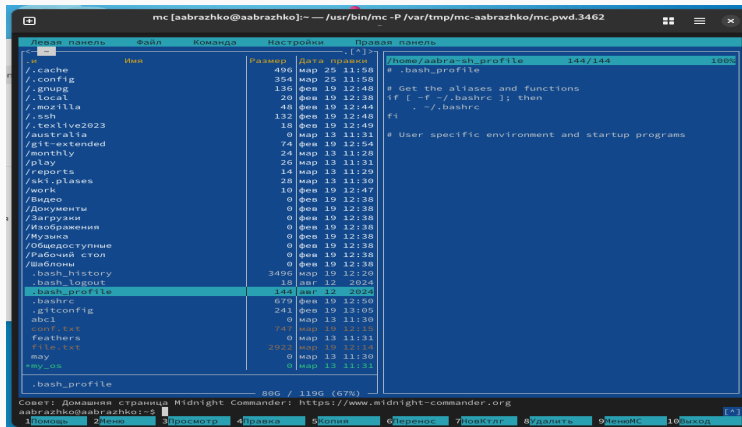 mc [aabrazhko@aabrazhko]:~ — /usr/bin/mc -P /var/tmp/mc-aabrazhko/mc.pwd.3462
Левая панель Файл Команда Настройки Правая панель
<- ~ .[^]>
.и Имя Размер Дата правки
/.cache 496 мар 25 11:58
/.config 354 мар 25 11:58
/.gnupg 136 фев 19 12:48
/.local 20 фев 19 12:38
/.mozilla 48 фев 19 12:44
/.ssh 132 фев 19 12:48
/.texlive2023 18 фев 19 12:49
/australia 0 мар 13 11:31
/git-extended 74 фев 19 12:54
/monthly 24 мар 13 11:28
/play 26 мар 13 11:31
/reports 14 мар 13 11:29
/ski.plases 28 мар 13 11:30
/work 10 фев 19 12:47
/Видео 0 фев 19 12:38
/Документы 0 фев 19 12:38
/Загрузки 0 фев 19 12:38
/Изображения 0 фев 19 12:38
/Музыка 0 фев 19 12:38
/Общедоступные 0 фев 19 12:38
/Рабочий стол 0 фев 19 12:38
/Шаблоны 0 фев 19 12:38
.bash_history 3496 мар 19 12:20
.bash_logout 18 авг 12 2024
.bash_profile 144 авг 12 2024
.bashrc 679 фев 19 12:50
.gitconfig 241 фев 19 13:05
abc1 0 мар 13 11:30
conf.txt 747 мар 19 12:15
feathers 0 мар 13 11:31
file.txt 2922 мар 19 12:14
may 0 мар 13 11:30
*my_os 0 мар 13 11:31
.bash_profile
80G / 119G (67%)
/home/aabra~sh_profile 144/144 100%
# .bash_profile
# Get the aliases and functions
if [ -f ~/.bashrc ]; then
. ~/.bashrc
fi
# User specific environment and startup programs
Совет: Домашняя страница Midnight Commander: https://www.midnight-commander.org
aabrazhko@aabrazhko:~$ [^]
1Помощь 2Меню 3Просмотр 4Правка 5Копия 6Перенос 7НовКтлг 8Удалить 9МенюМС 10Выход